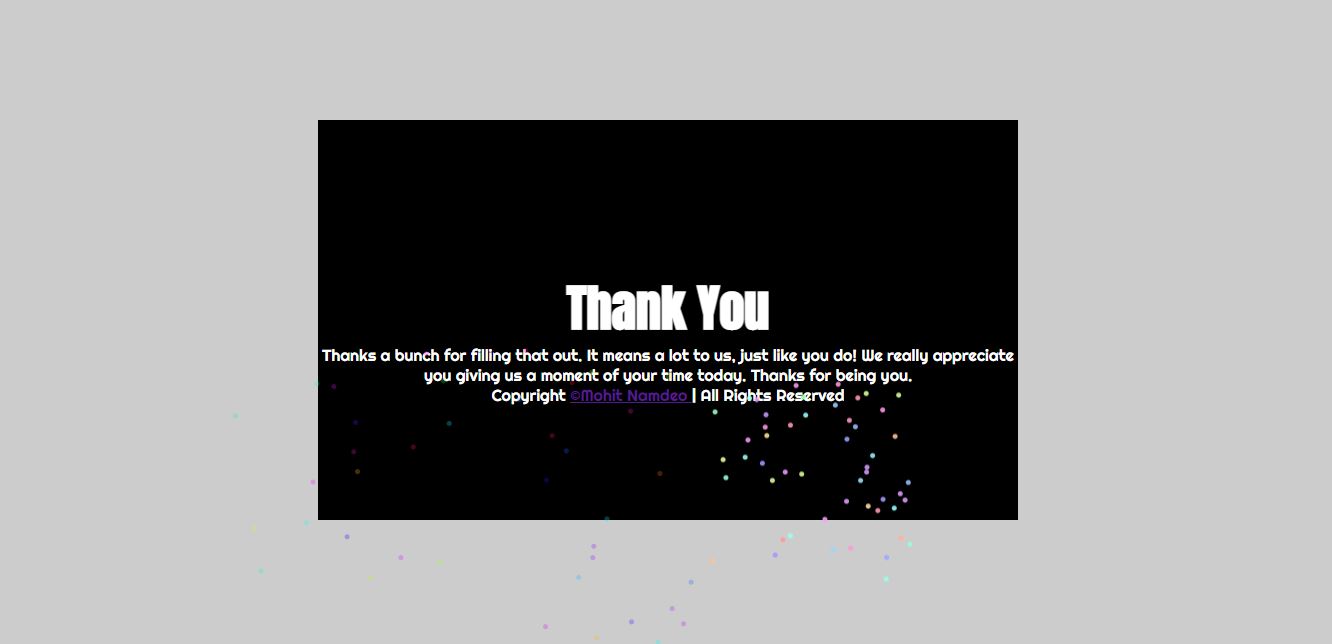 Thank You
Thanks a bunch for filling that out. It means a lot to us, just like you do! We really appreciate
you giving us a moment of your time today. Thanks for being you.
Copyright ©Mohit Namdeo | All Rights Reserved